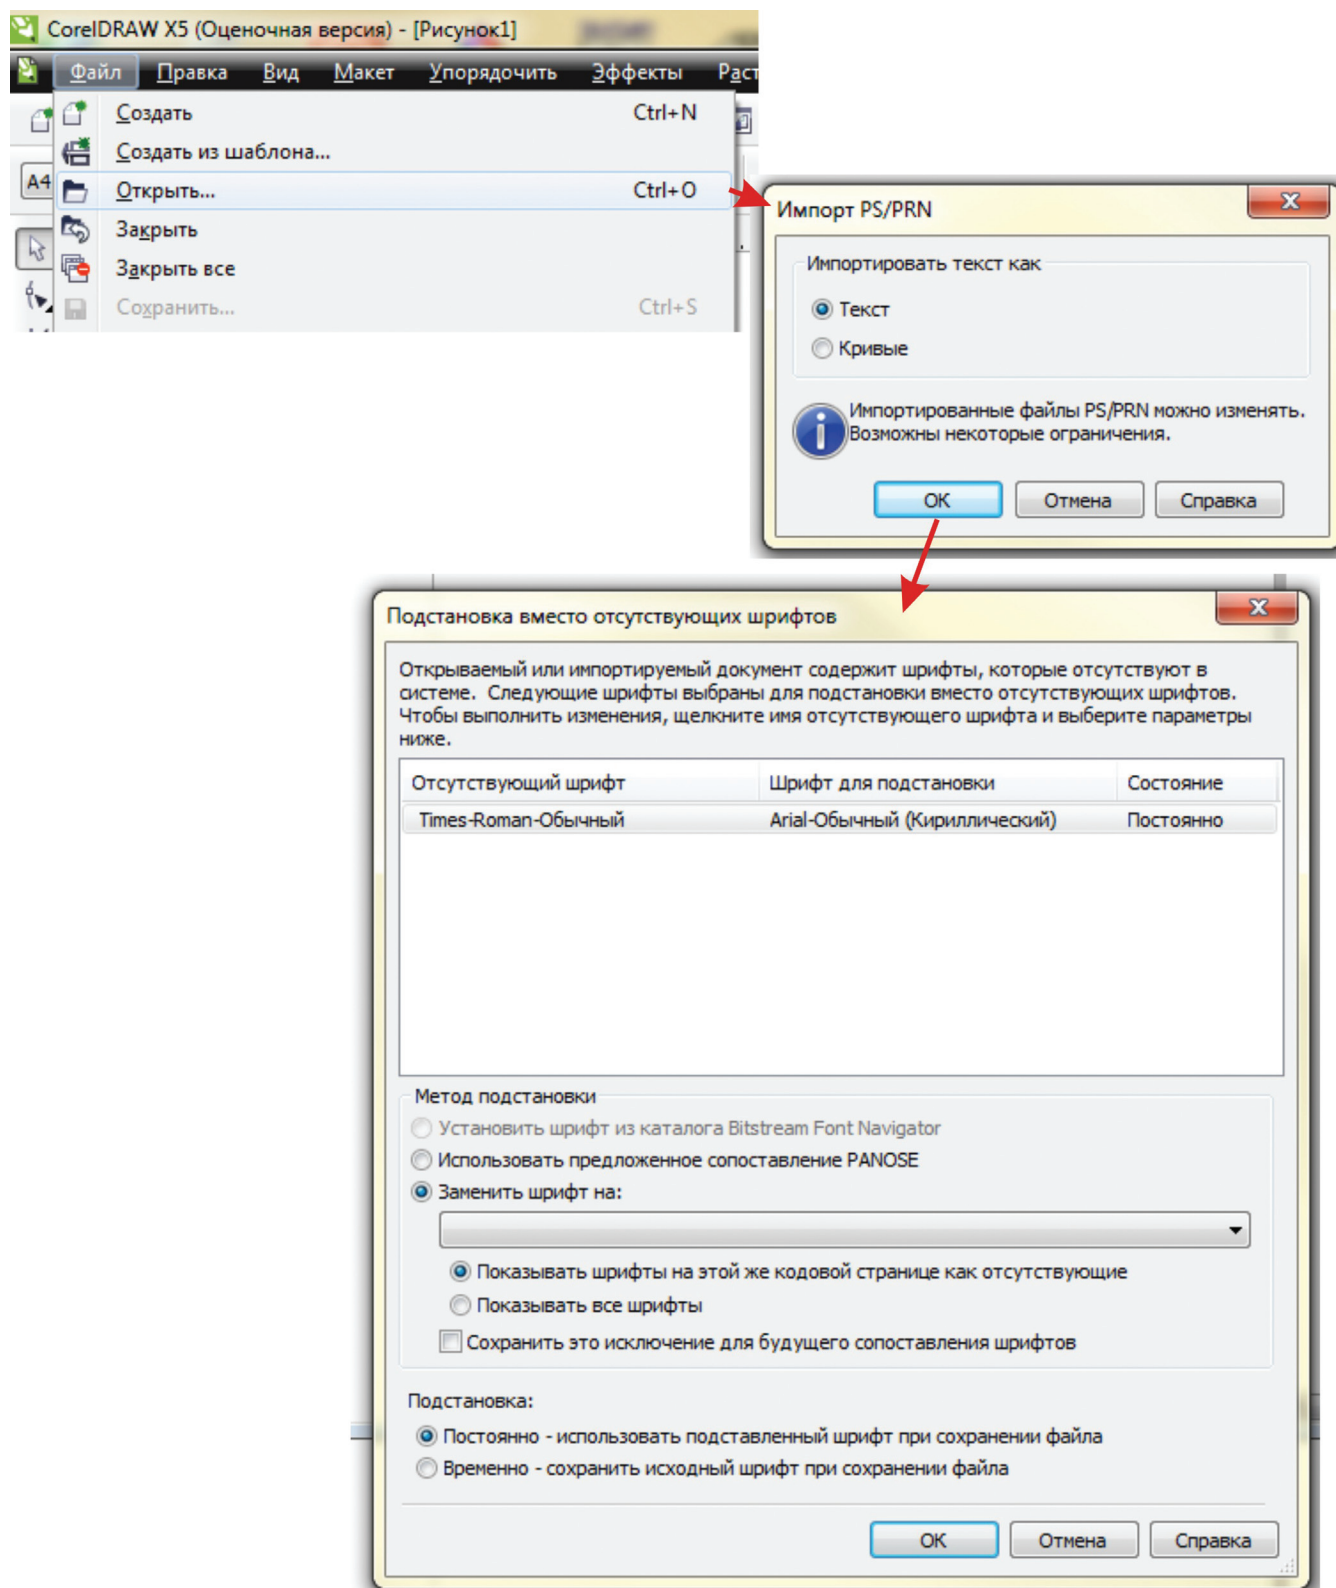 CorelDRAW X5 (Оценочная версия) - [Рисунок1]
Файл Правка Вид Макет Упорядочить Эффекты Раст
Создать Ctrl+N
Создать из шаблона...
A4
Открыть... Ctrl+O
Закрыть
Закрыть все
Сохранить... Ctrl+S
Импорт PS/PRN
Импортировать текст как
Текст
Кривые
Импортированные файлы PS/PRN можно изменять.
Возможны некоторые ограничения.
ОК Отмена Справка
Подстановка вместо отсутствующих шрифтов
Открываемый или импортируемый документ содержит шрифты, которые отсутствуют в
системе. Следующие шрифты выбраны для подстановки вместо отсутствующих шрифтов.
Чтобы выполнить изменения, щелкните имя отсутствующего шрифта и выберите параметры
ниже.
Отсутствующий шрифт Шрифт для подстановки Состояние
Times-Roman-Обычный Arial-Обычный (Кириллический) Постоянно
Метод подстановки
Установить шрифт из каталога Bitstream Font Navigator
Использовать предложенное сопоставление PANOSE
Заменить шрифт на:
Показывать шрифты на этой же кодовой странице как отсутствующие
Показывать все шрифты
Сохранить это исключение для будущего сопоставления шрифтов
Подстановка:
Постоянно - использовать подставленный шрифт при сохранении файла
Временно - сохранить исходный шрифт при сохранении файла
ОК Отмена Справка